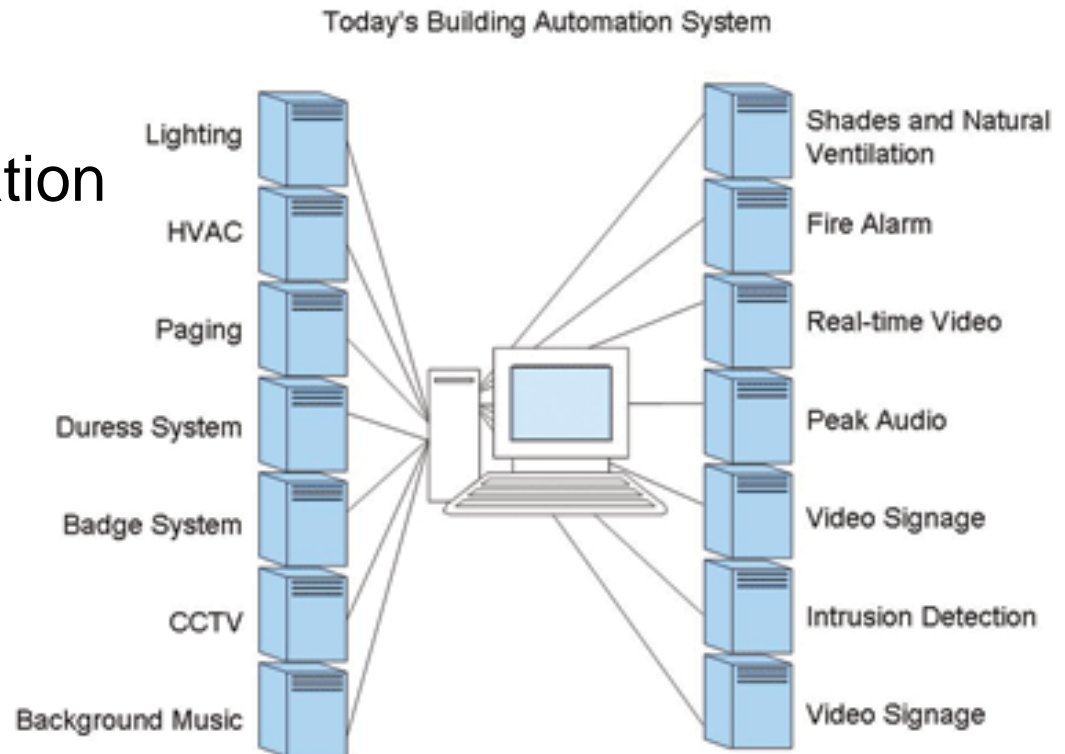 Today's Building Automation System
tion
Lighting
HVAC
Paging
Duress System
Badge System
CCTV
Background Music
Shades and Natural
Ventilation
Fire Alarm
Real-time Video
Peak Audio
Video Signage
Intrusion Detection
Video Signage